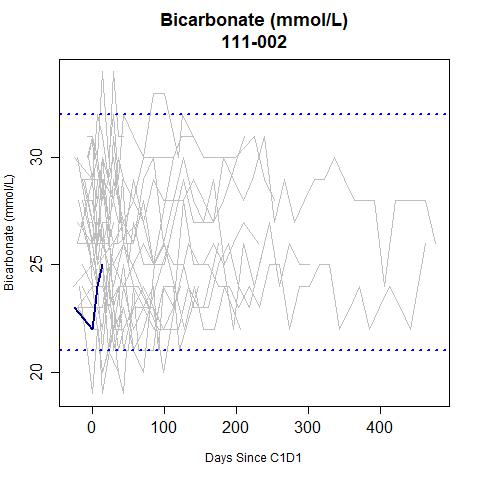 Bicarbonate (mmol/L)
111-002
Bicarbonate (mmol/L)
30
25
20
0 100 200 300 400
Days Since C1D1